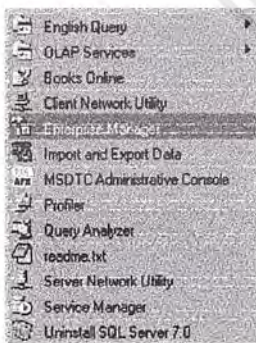 English Query
OLAP Services
Books Online
Client Network Utility
Enterprise Manager
Import and Export Data
MSDTC Administrative Console
Profiler
Query Analyzer
readme.txt
Server Network Utility
Service Manager
Uninstall SQL Server 7.0